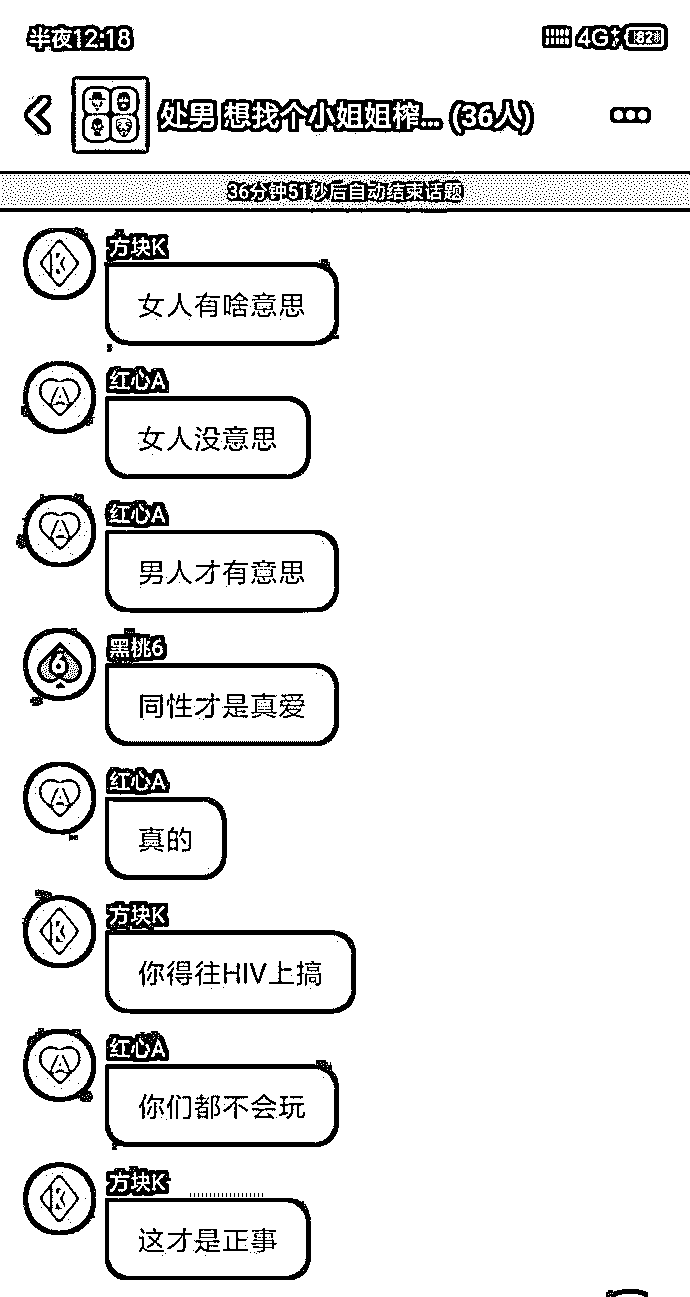 半夜12:18
4G
82
处男 想找个小姐姐榨... (36人)
36分钟51秒后自动结束话题
方块K
女人有啥意思
红心A
女人没意思
红心A
男人才有意思
黑桃6
同性才是真爱
红心A
真的
方块K
你得往HIV上搞
红心A
你们都不会玩
方块K
这才是正事